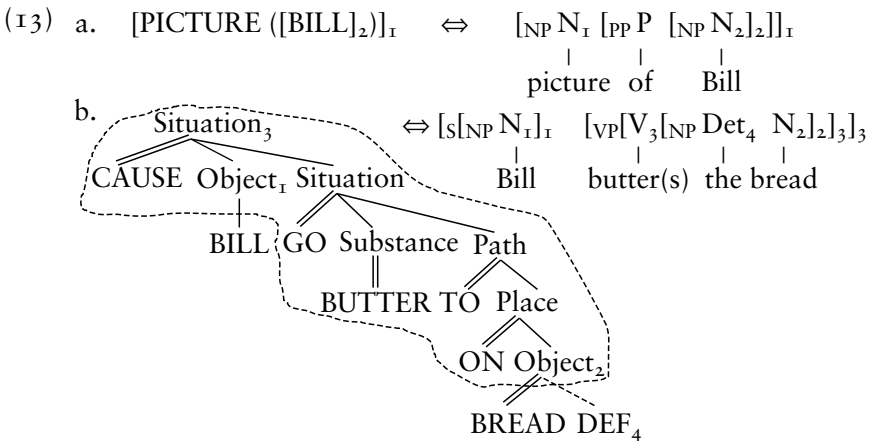 (13) a. [PICTURE ([BILL]₂)]₁ ⇔ [NP N₁ [PP P [NP N₂]₂]]₁
picture of Bill
b. Situation₃ ⇔ [S[NP N₁]₁ [VP[V₃[NP Det₄ N₂]₂]₃]₃
CAUSE Object₁ Situation Bill butter(s) the bread
BILL GO Substance Path
BUTTER TO Place
ON Object₂
BREAD DEF₄